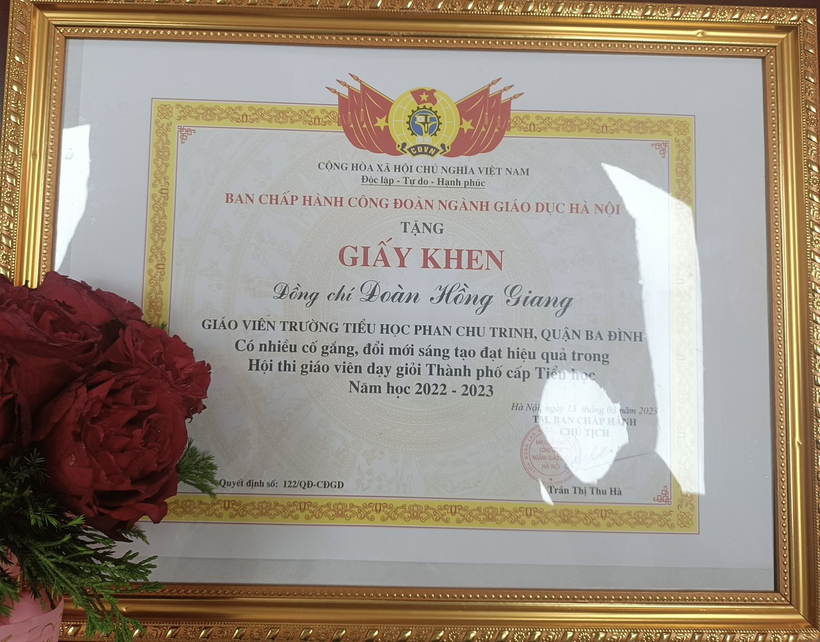 CĐVN
CỘNG HÒA XÃ HỘI CHỦ NGHĨA VIỆT NAM
Độc lập - Tự do - Hạnh phúc
BAN CHẤP HÀNH CÔNG ĐOÀN NGÀNH GIÁO DỤC HÀ NỘI
TẶNG
GIẤY KHEN
Đồng chí Đoàn Hồng Giang
GIÁO VIÊN TRƯỜNG TIỂU HỌC PHAN CHU TRINH, QUẬN BA ĐÌNH
Có nhiều cố gắng, đổi mới sáng tạo đạt hiệu quả trong
Hội thi giáo viên dạy giỏi Thành phố cấp Tiểu học
Năm học 2022 - 2023
Hà Nội, ngày 11 tháng 03 năm 2023
TM. BAN CHẤP HÀNH
CHỦ TỊCH
Quyết định số: 122/QĐ-CĐGD
Trần Thị Thu Hà